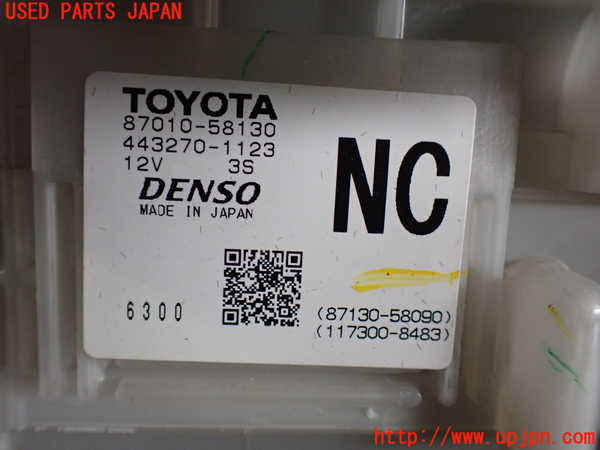 USED PARTS JAPAN
TOYOTA
87010-58130
443270-1123
12V 3S
DENSO
MADE IN JAPAN
NC
6300
(87130-58090)
(117300-8483)
http://www.upjpn.com/